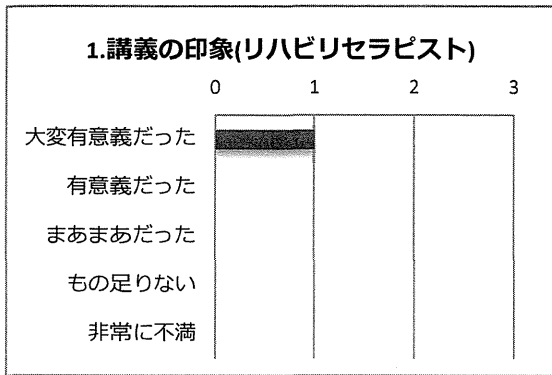 1.講義の印象(リハビリセラピスト)
0 1 2 3
大変有意義だった
有意義だった
まあまあだった
もの足りない
非常に不満